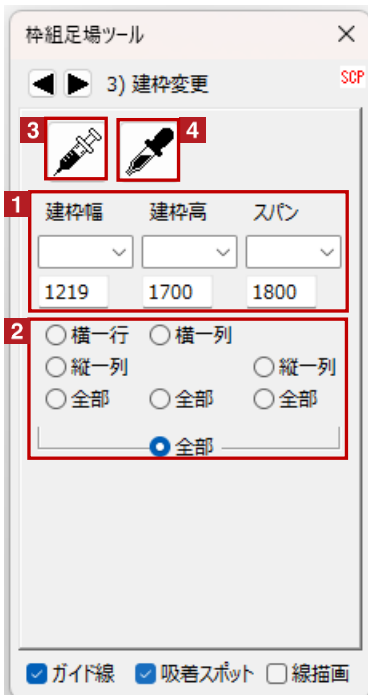 枠組足場ツール
3) 建枠変更 SCP
3 4
1
建枠幅 建枠高 スパン
1219 1700 1800
2
横一行 横一列
縦一列 縦一列
全部 全部 全部
全部
ガイド線 吸着スポット 線描画